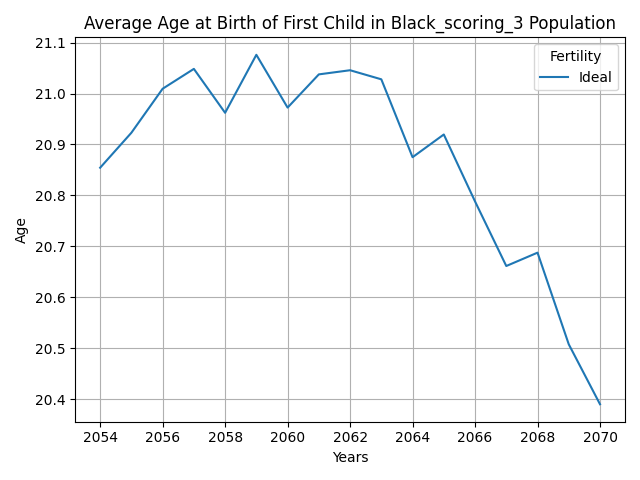 Average Age at Birth of First Child in Black_scoring_3 Population
21.1
21.0
20.9
20.8
20.7
20.6
20.5
20.4
Age
Fertility
Ideal
2054 2056 2058 2060 2062 2064 2066 2068 2070
Years